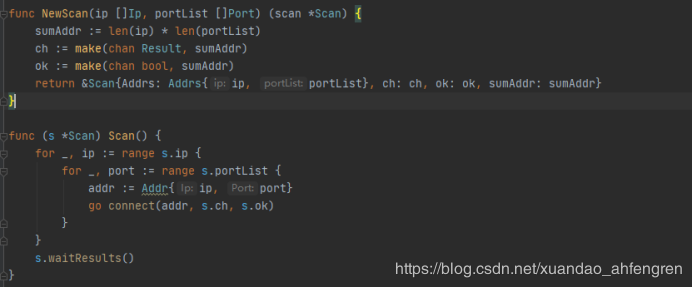 func NewScan(ip []Ip, portList []Port) (scan *Scan) {
    sumAddr := len(ip) * len(portList)
    ch := make(chan Result, sumAddr)
    ok := make(chan bool, sumAddr)
    return &Scan{Addrs: Addrs{ip: ip, portList: portList}, ch: ch, ok: ok, sumAddr: sumAddr}
}
func (s *Scan) Scan() {
    for _, ip := range s.ip {
        for _, port := range s.portList {
            addr := Addr{Ip: ip, Port: port}
            go connect(addr, s.ch, s.ok)
        }
    }
    s.waitResults()
}
https://blog.csdn.net/xuandao_ahfengren